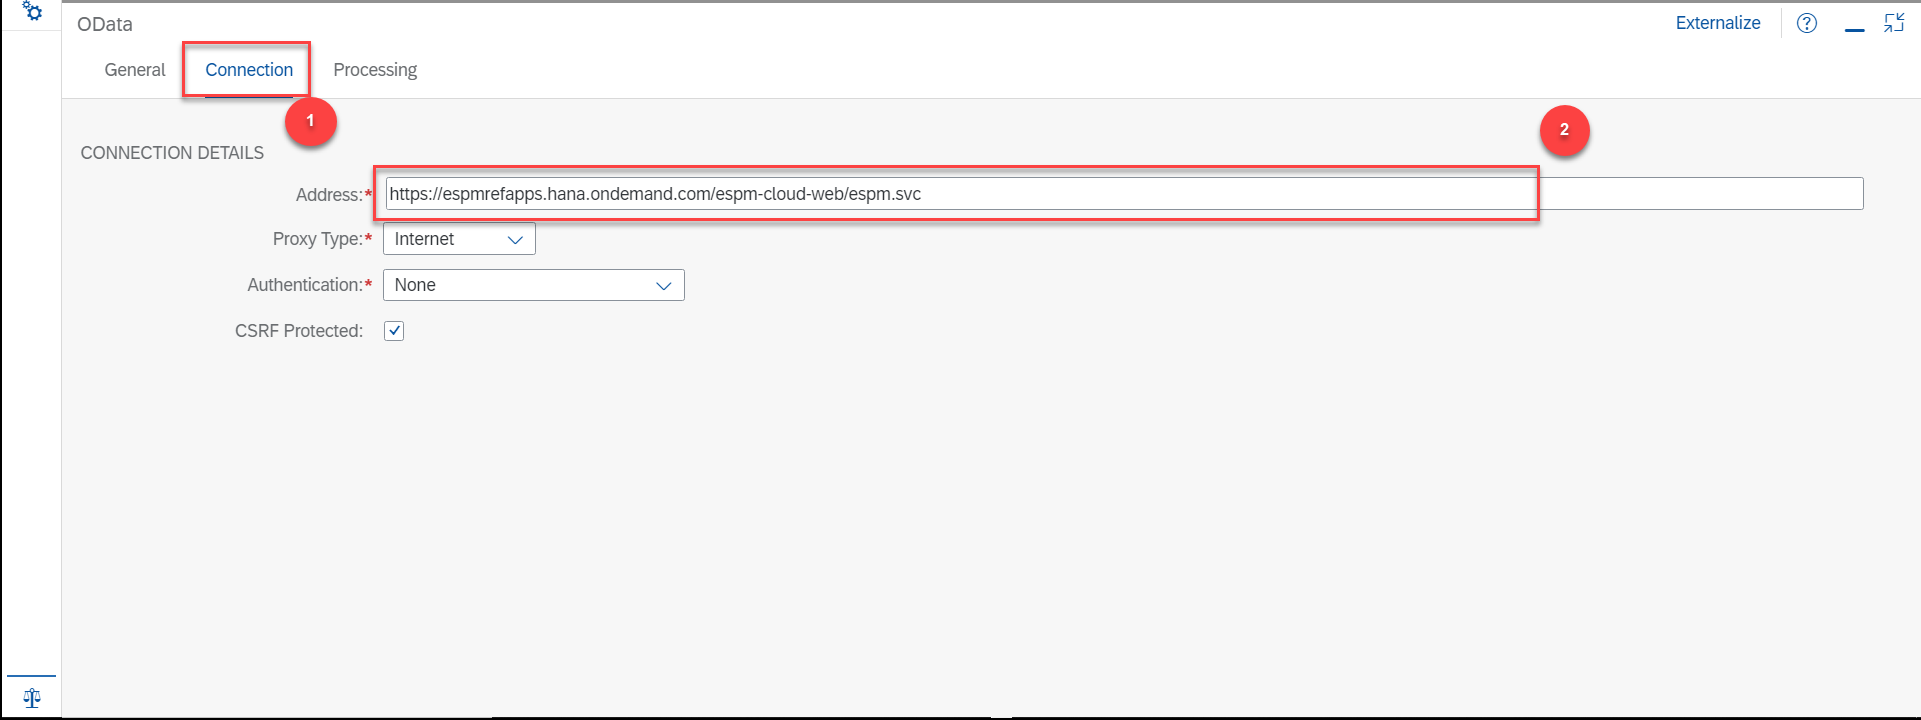 OData
Externalize
General Connection Processing
1
2
CONNECTION DETAILS
Address:* https://espmrefapps.hana.ondemand.com/espm-cloud-web/espm.svc
Proxy Type:* Internet
Authentication:* None
CSRF Protected: